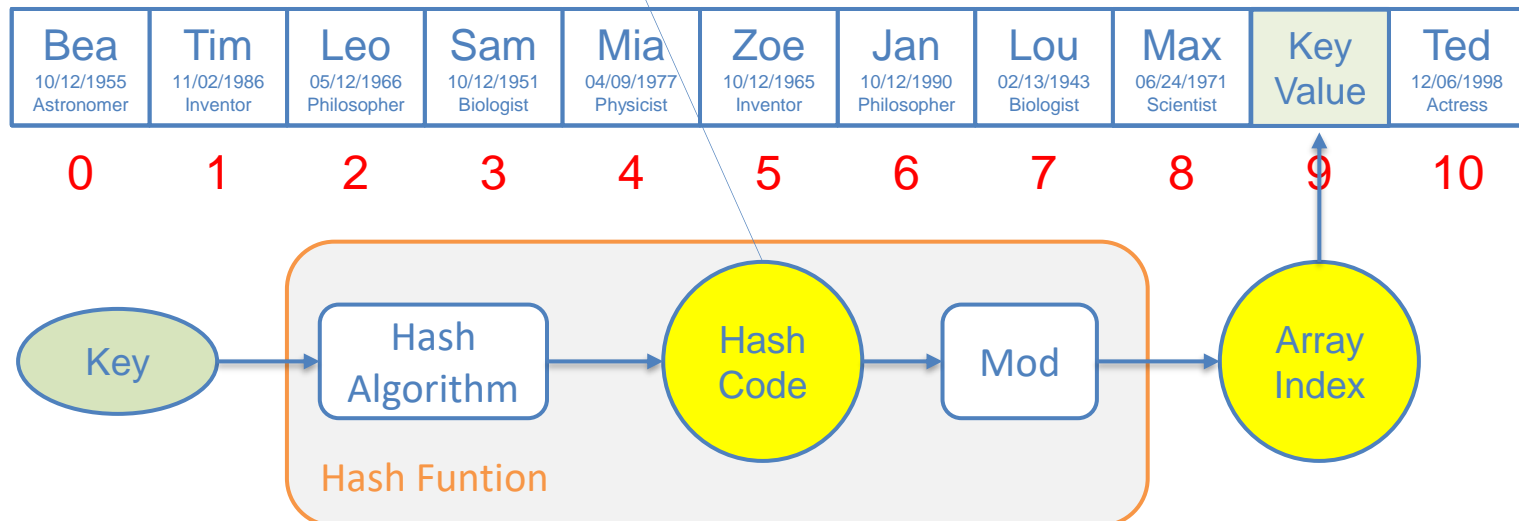 Bea
10/12/1955
Astronomer
Tim
11/02/1986
Inventor
Leo
05/12/1966
Philosopher
Sam
10/12/1951
Biologist
Mia
04/09/1977
Physicist
Zoe
10/12/1965
Inventor
Jan
10/12/1990
Philosopher
Lou
02/13/1943
Biologist
Max
06/24/1971
Scientist
Key
Value
Ted
12/06/1998
Actress
0 1 2 3 4 5 6 7 8 9 10
Key
Hash
Algorithm
Hash
Code
Mod
Array
Index
Hash Funtion